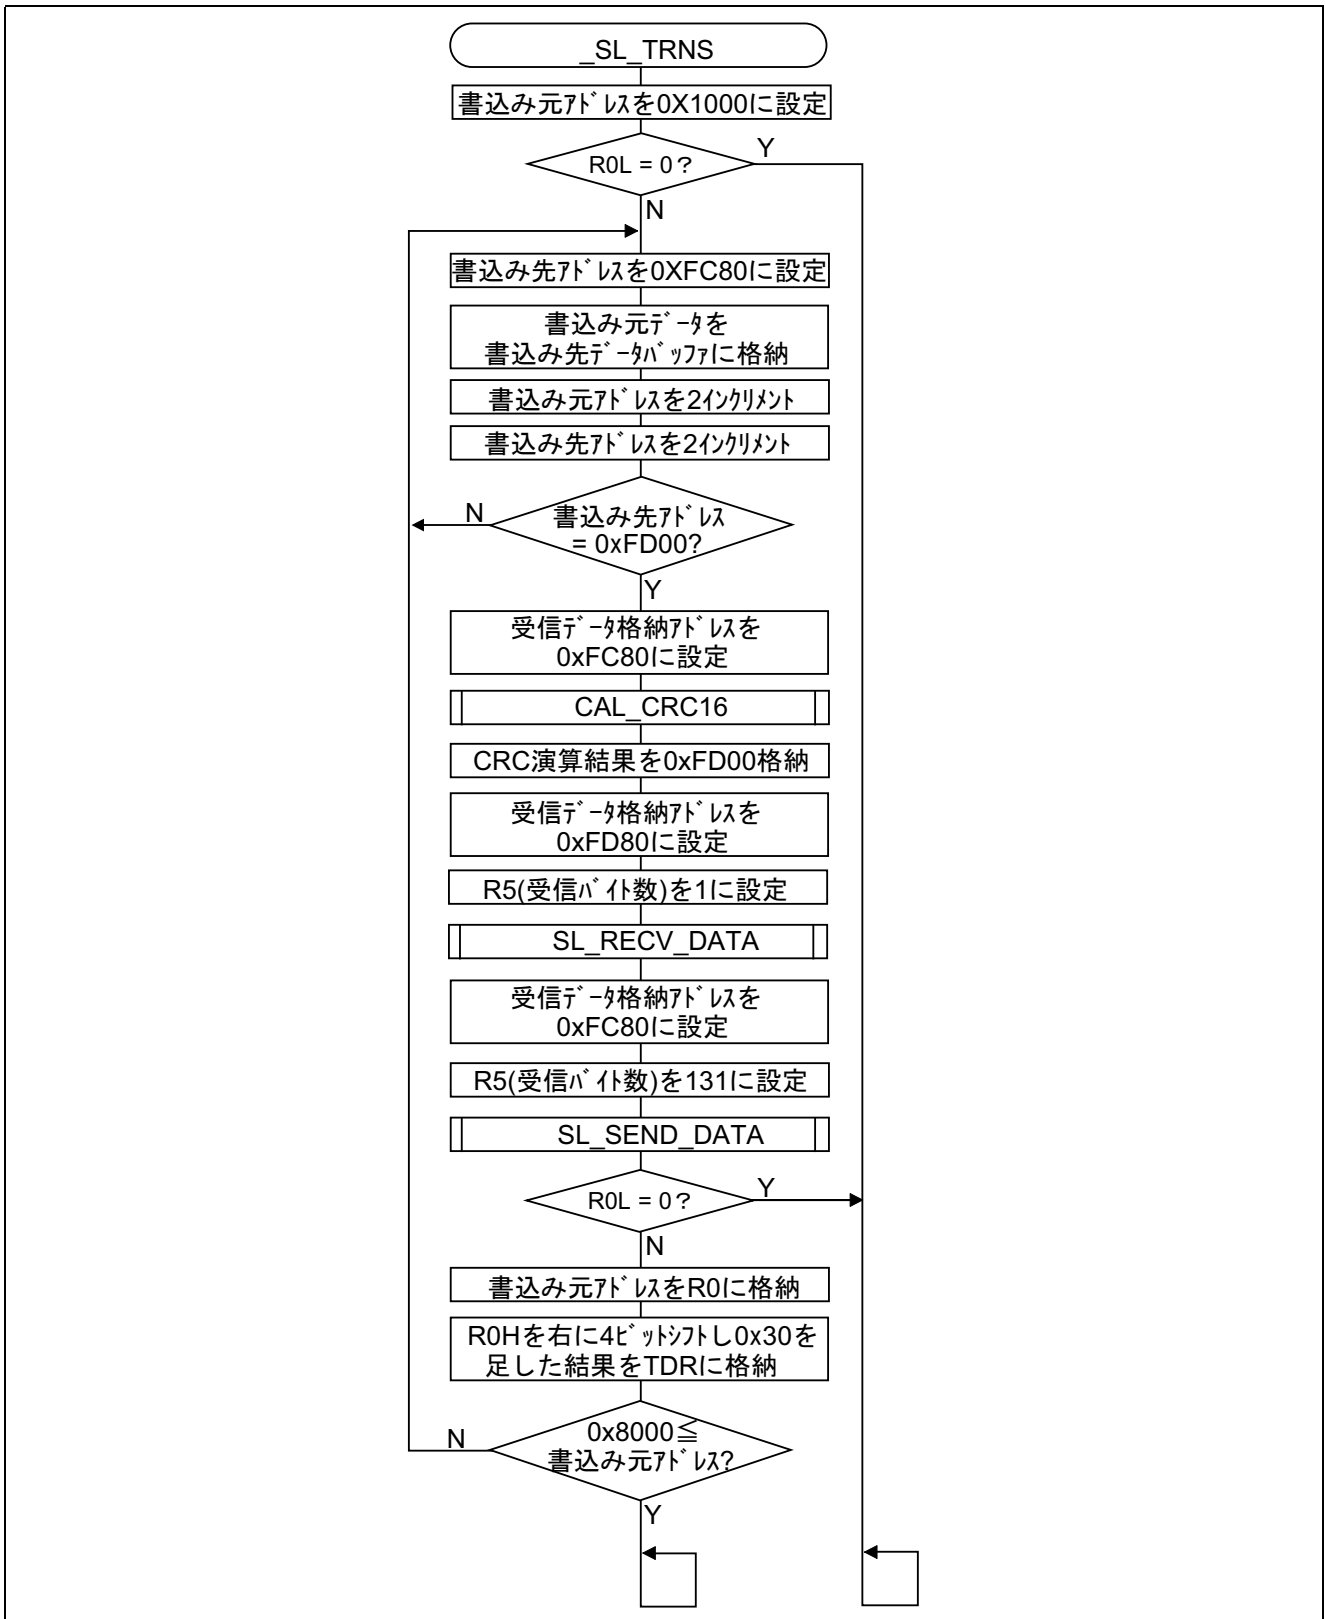 _SL_TRNS
書込み元ｱﾄﾞﾚｽを0X1000に設定
R0L = 0？
Y
N
書込み先ｱﾄﾞﾚｽを0XFC80に設定
書込み元ﾃﾞｰﾀを
書込み先ﾃﾞｰﾀﾊﾞｯﾌｧに格納
書込み元ｱﾄﾞﾚｽを2ｲﾝｸﾘﾒﾝﾄ
書込み先ｱﾄﾞﾚｽを2ｲﾝｸﾘﾒﾝﾄ
N
書込み先ｱﾄﾞﾚｽ
= 0xFD00?
Y
受信ﾃﾞｰﾀ格納ｱﾄﾞﾚｽを
0xFC80に設定
CAL_CRC16
CRC演算結果を0xFD00格納
受信ﾃﾞｰﾀ格納ｱﾄﾞﾚｽを
0xFD80に設定
R5(受信ﾊﾞｲﾄ数)を1に設定
SL_RECV_DATA
受信ﾃﾞｰﾀ格納ｱﾄﾞﾚｽを
0xFC80に設定
R5(受信ﾊﾞｲﾄ数)を131に設定
SL_SEND_DATA
R0L = 0？
Y
N
書込み元ｱﾄﾞﾚｽをR0に格納
R0Hを右に4ﾋﾞｯﾄｼﾌﾄし0x30を
足した結果をTDRに格納
N
0x8000≦
書込み元ｱﾄﾞﾚｽ?
Y